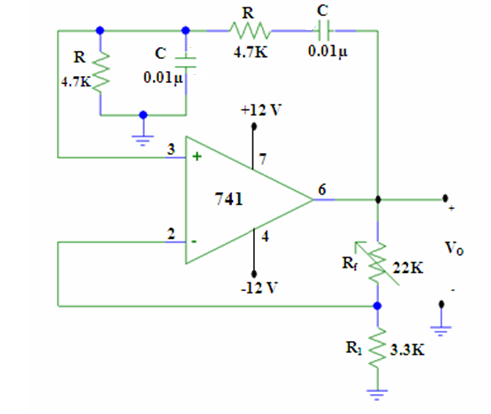 R
C
R
4.7K
C
0.01µ
4.7K
0.01µ
+12 V
3
+
7
741
6
+
2
-
4
-12 V
Rf
22K
Vo
-
R1
3.3K